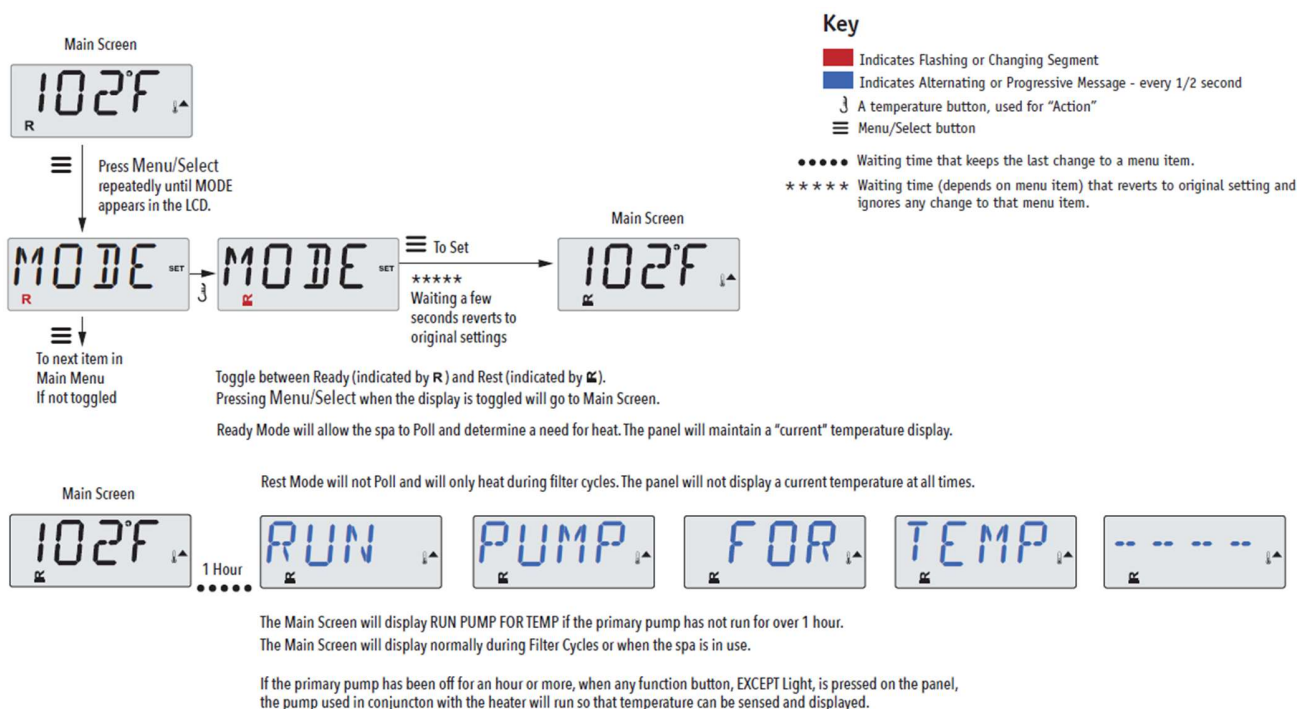 Key
Indicates Flashing or Changing Segment
Indicates Alternating or Progressive Message - every 1/2 second
A temperature button, used for “Action”
Menu/Select button
••••• Waiting time that keeps the last change to a menu item.
***** Waiting time (depends on menu item) that reverts to original setting and
ignores any change to that menu item.
Main Screen
102°F
R
Press Menu/Select
repeatedly until MODE
appears in the LCD.
MODE SET
R
MODE SET
R
To Set
*****
Waiting a few
seconds reverts to
original settings
Main Screen
102°F
R
To next item in
Main Menu
If not toggled
Toggle between Ready (indicated by R ) and Rest (indicated by R).
Pressing Menu/Select when the display is toggled will go to Main Screen.
Ready Mode will allow the spa to Poll and determine a need for heat. The panel will maintain a “current” temperature display.
Rest Mode will not Poll and will only heat during filter cycles. The panel will not display a current temperature at all times.
Main Screen
102°F
R
1 Hour
•••••
RUN
R
PUMP
R
FOR
R
TEMP
R
-- -- -- --
R
The Main Screen will display RUN PUMP FOR TEMP if the primary pump has not run for over 1 hour.
The Main Screen will display normally during Filter Cycles or when the spa is in use.
If the primary pump has been off for an hour or more, when any function button, EXCEPT Light, is pressed on the panel,
the pump used in conjuncton with the heater will run so that temperature can be sensed and displayed.